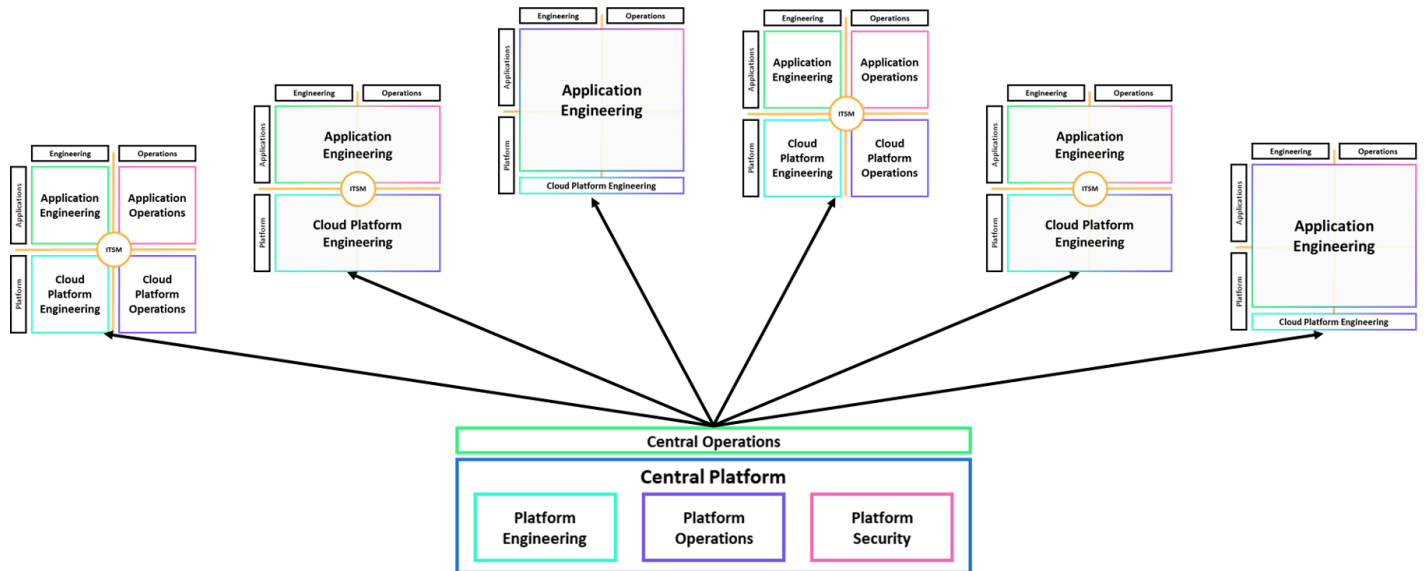 Engineering
Operations
Applications
Platform
Application
Engineering
Application
Operations
ITSM
Cloud
Platform
Engineering
Cloud
Platform
Operations
Engineering
Operations
Applications
Platform
Application
Engineering
ITSM
Cloud Platform
Engineering
Engineering
Operations
Applications
Platform
Application
Engineering
Cloud Platform Engineering
Engineering
Operations
Applications
Platform
Application
Engineering
Application
Operations
ITSM
Cloud
Platform
Engineering
Cloud
Platform
Operations
Engineering
Operations
Applications
Platform
Application
Engineering
ITSM
Cloud Platform
Engineering
Engineering
Operations
Applications
Platform
Application
Engineering
Cloud Platform Engineering
Central Operations
Central Platform
Platform
Engineering
Platform
Operations
Platform
Security